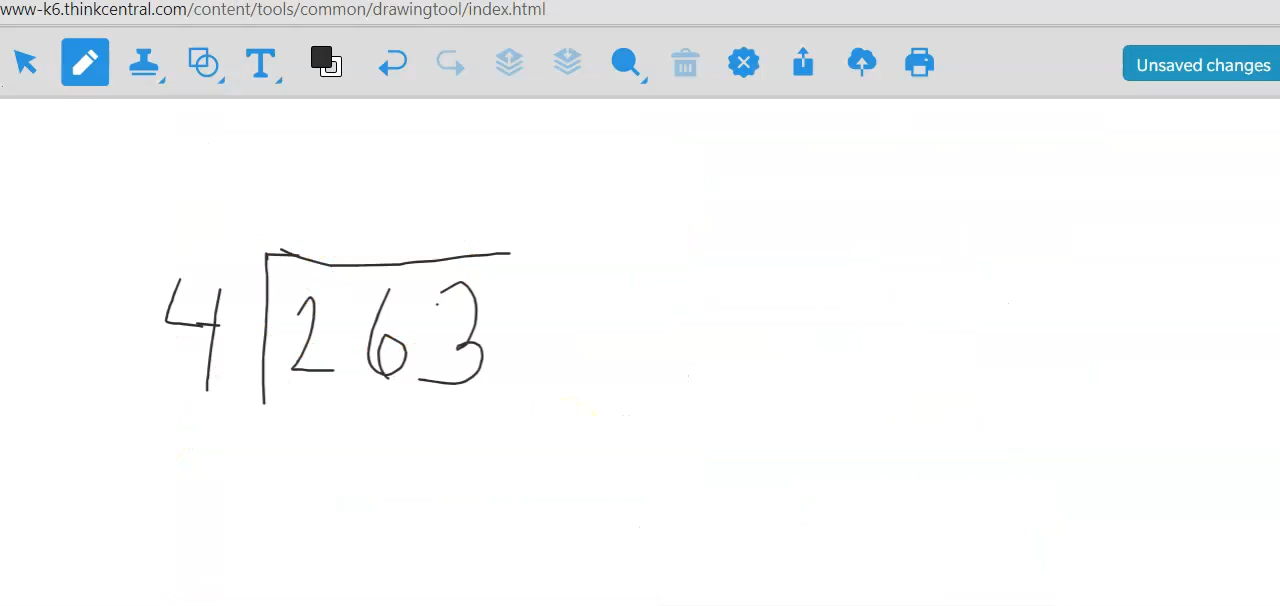 www-k6.thinkcentral.com/content/tools/common/drawingtool/index.html
T
Unsaved changes
4 263